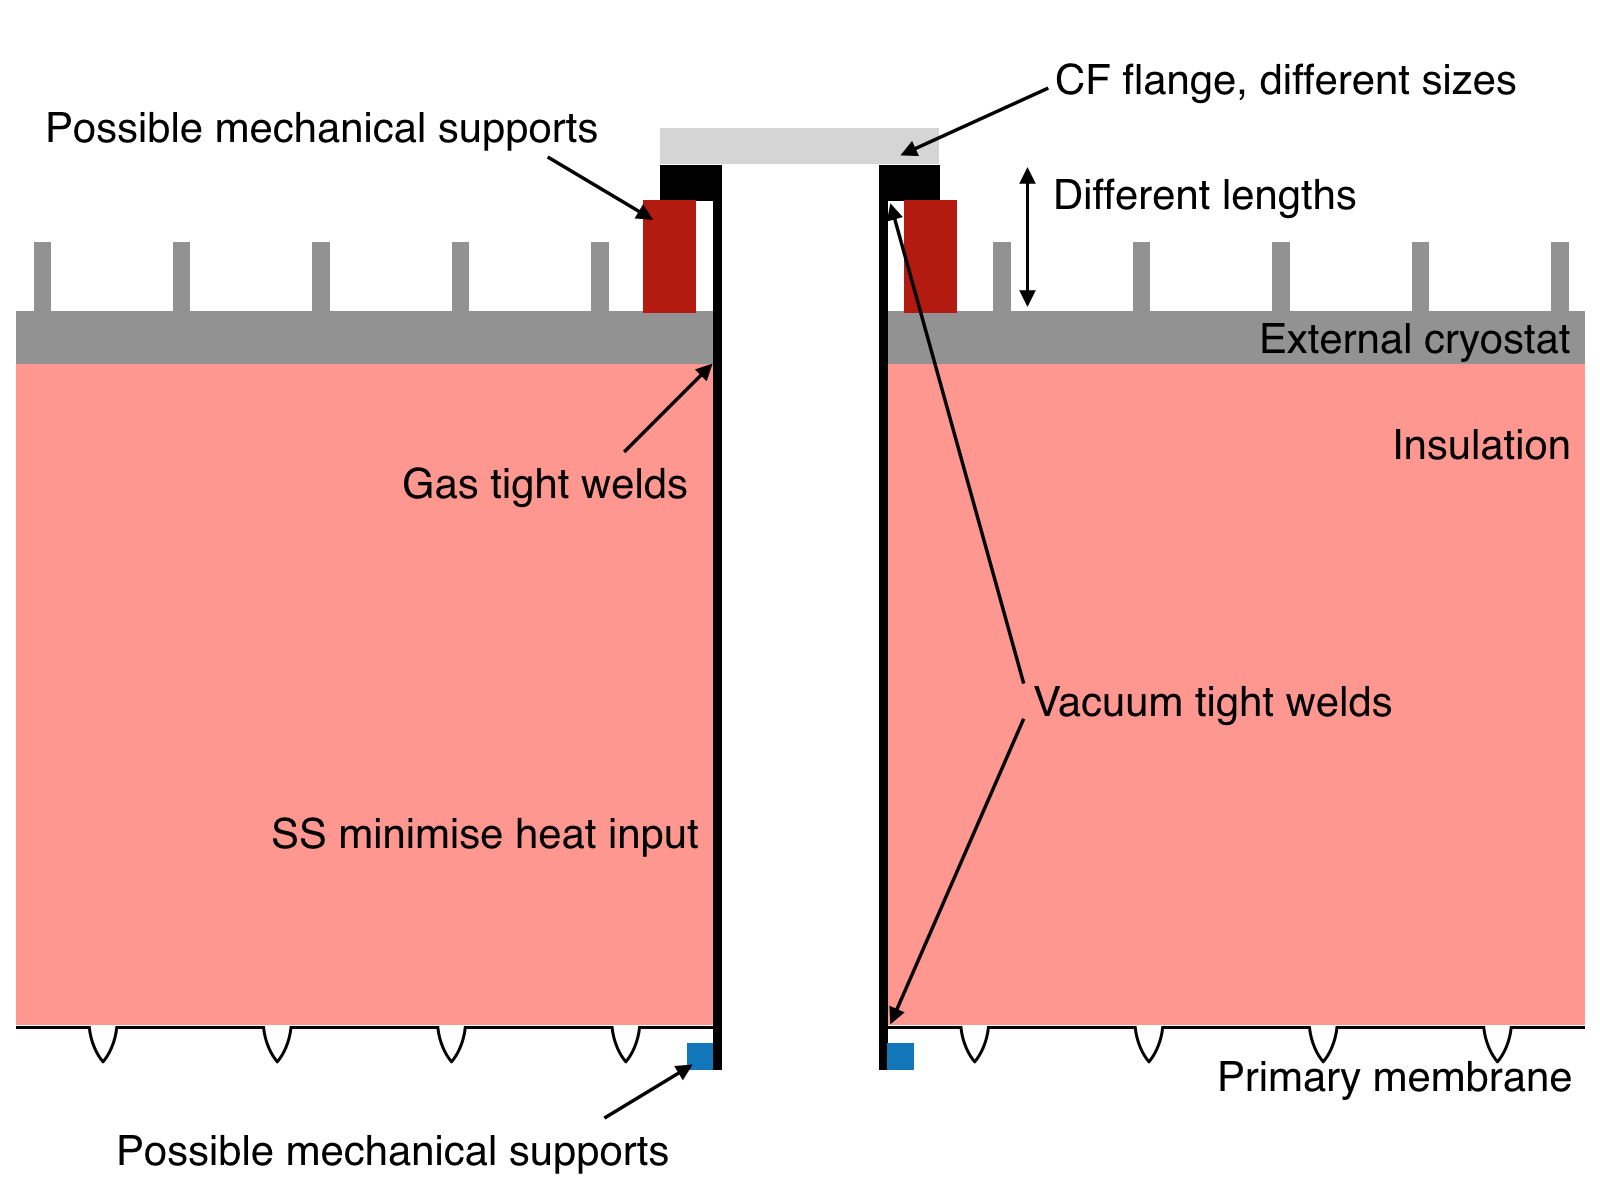 CF flange, different sizes
Possible mechanical supports
Different lengths
External cryostat
Insulation
Gas tight welds
Vacuum tight welds
SS minimise heat input
Primary membrane
Possible mechanical supports